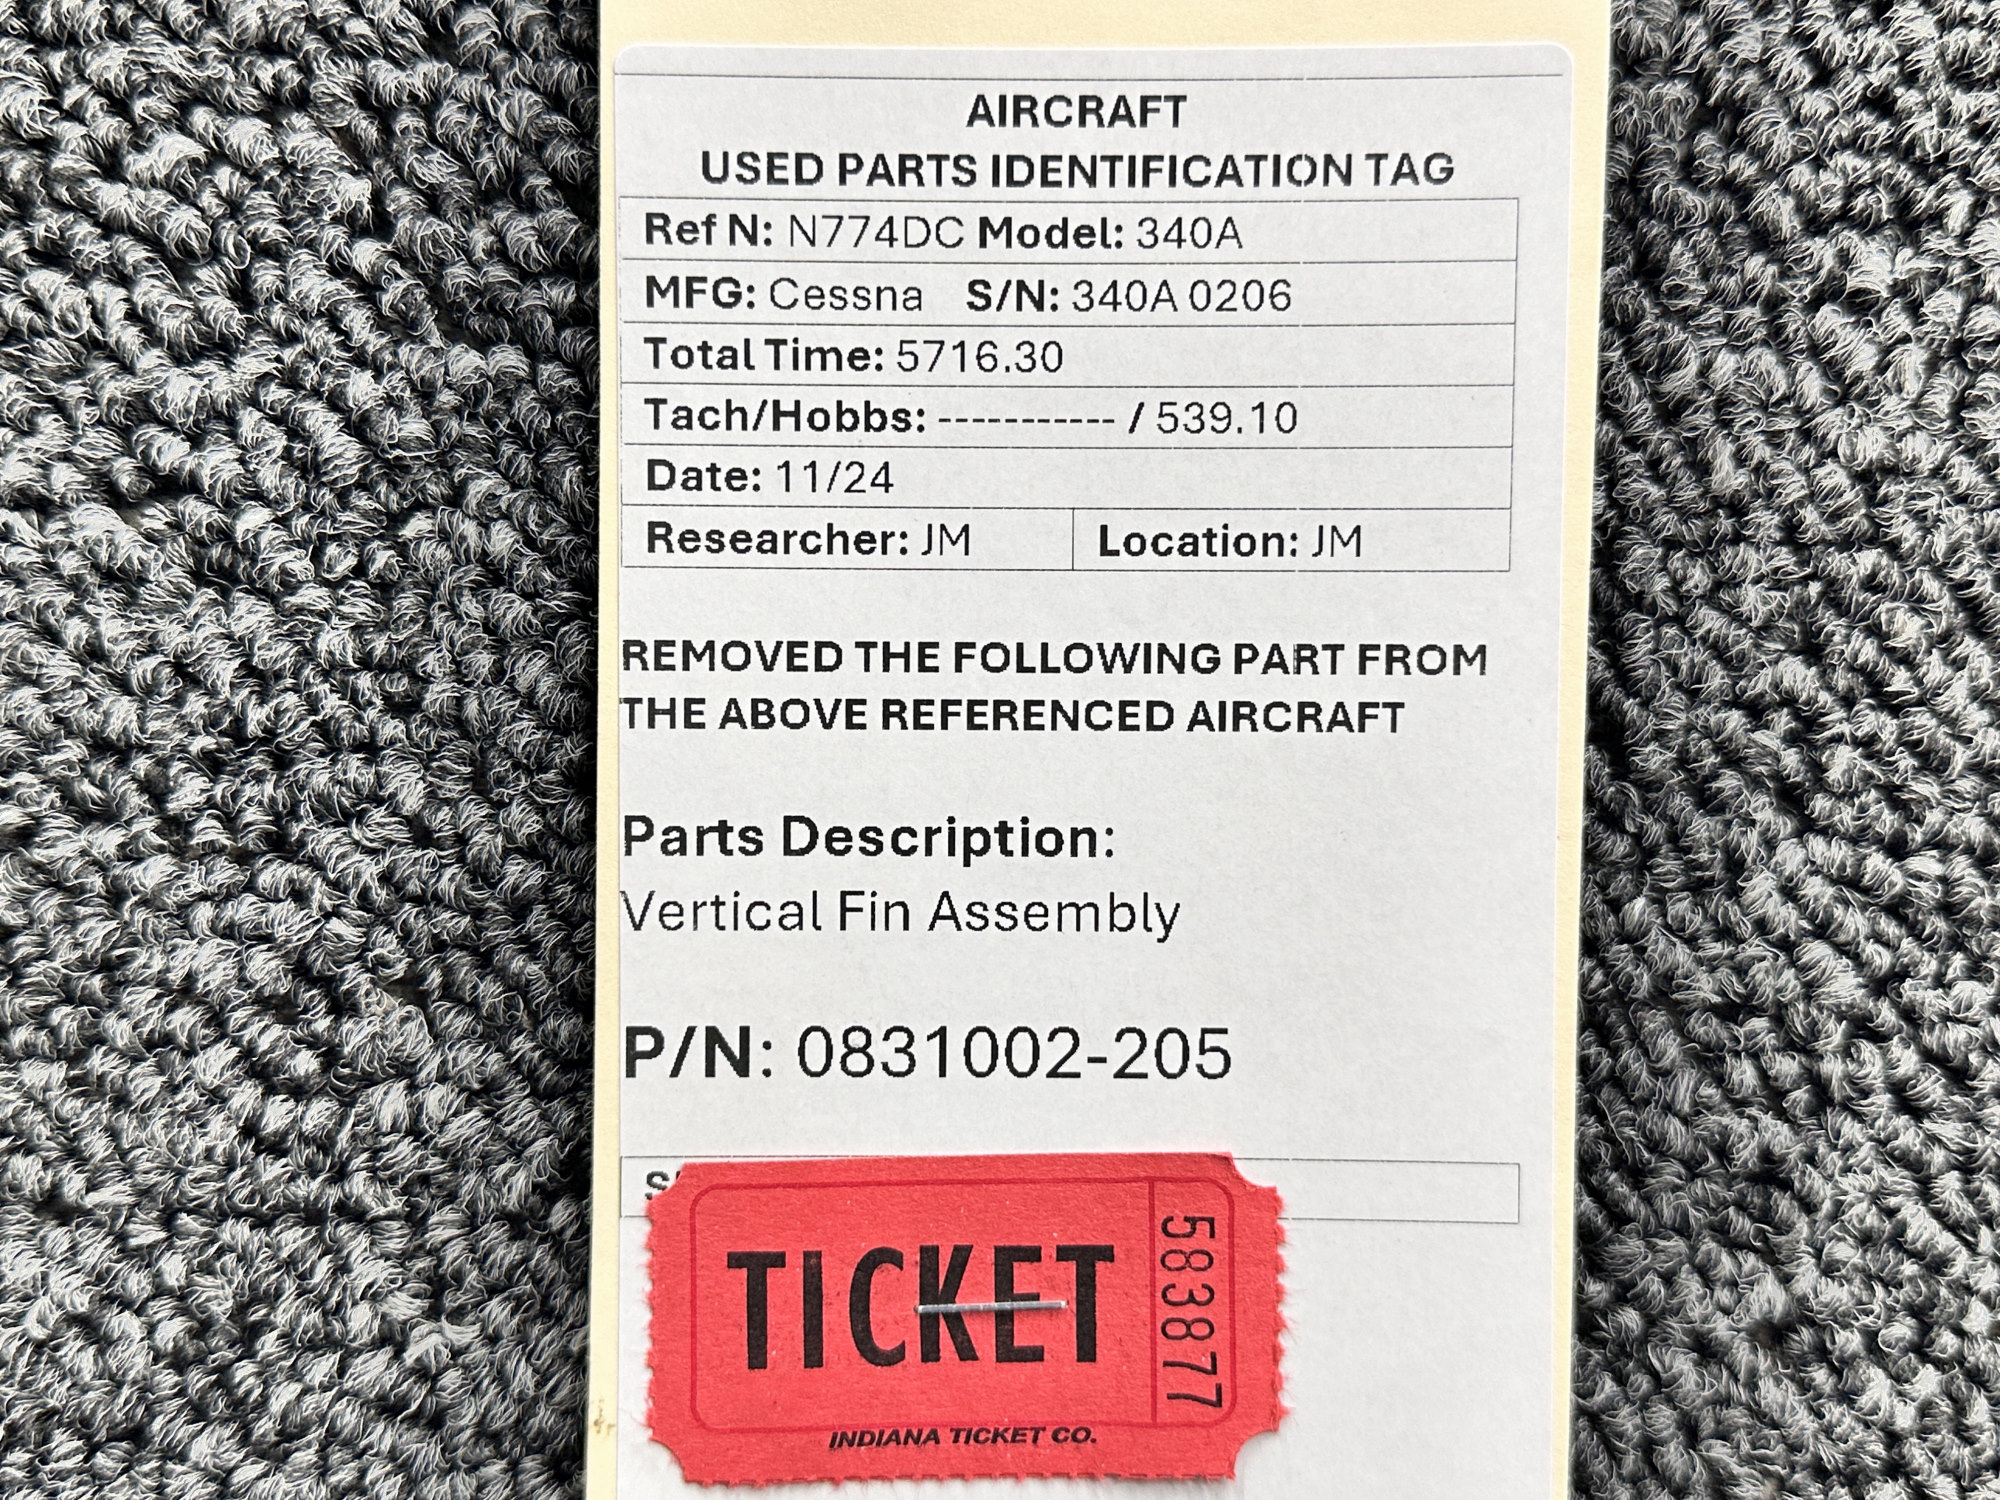 AIRCRAFT
USED PARTS IDENTIFICATION TAG
Ref N: N774DC Model: 340A
MFG: Cessna S/N: 340A 0206
Total Time: 5716.30
Tach/Hobbs: ----------- / 539.10
Date: 11/24
Researcher: JM Location: JM
REMOVED THE FOLLOWING PART FROM
THE ABOVE REFERENCED AIRCRAFT
Parts Description:
Vertical Fin Assembly
P/N: 0831002-205
TICKET
583877
INDIANA TICKET CO.